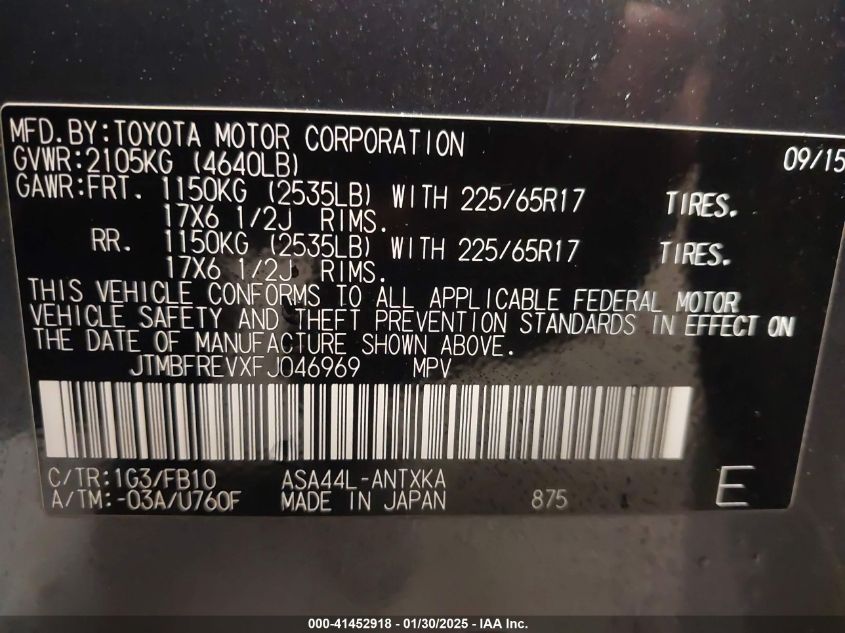 MFD.BY:TOYOTA MOTOR CORPORATION 09/15
GVWR:2105KG (4640LB)
GAWR:FRT. 1150KG (2535LB) WITH 225/65R17 TIRES.
17X6 1/2J RIMS.
RR. 1150KG (2535LB) WITH 225/65R17 TIRES.
17X6 1/2J RIMS.
THIS VEHICLE CONFORMS TO ALL APPLICABLE FEDERAL MOTOR
VEHICLE SAFETY AND THEFT PREVENTION STANDARDS IN EFFECT ON
THE DATE OF MANUFACTURE SHOWN ABOVE.
JTMBFREVXFJ046969 MPV
C/TR:1G3/FB10 ASA44L-ANTXKA
A/TM:-03A/U760F MADE IN JAPAN 875 E
000-41452918 - 01/30/2025 - IAA Inc.